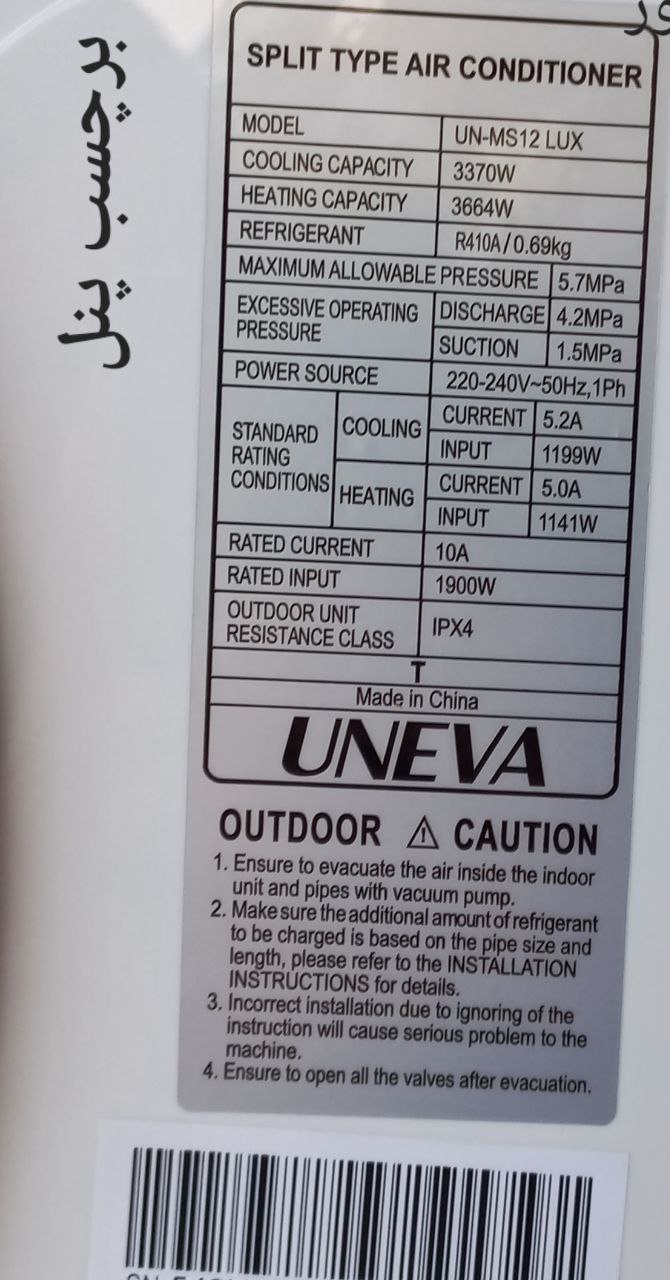 برچسب پنل
SPLIT TYPE AIR CONDITIONER
MODEL UN-MS12 LUX
COOLING CAPACITY 3370W
HEATING CAPACITY 3664W
REFRIGERANT R410A/0.69kg
MAXIMUM ALLOWABLE PRESSURE 5.7MPa
EXCESSIVE OPERATING PRESSURE DISCHARGE 4.2MPa
SUCTION 1.5MPa
POWER SOURCE 220-240V~50Hz,1Ph
STANDARD RATING CONDITIONS COOLING CURRENT 5.2A
INPUT 1199W
HEATING CURRENT 5.0A
INPUT 1141W
RATED CURRENT 10A
RATED INPUT 1900W
OUTDOOR UNIT
RESISTANCE CLASS IPX4
T
Made in China
UNEVA
OUTDOOR ⚠ CAUTION
1. Ensure to evacuate the air inside the indoor
unit and pipes with vacuum pump.
2. Make sure the additional amount of refrigerant
to be charged is based on the pipe size and
length, please refer to the INSTALLATION
INSTRUCTIONS for details.
3. Incorrect installation due to ignoring of the
instruction will cause serious problem to the
machine.
4. Ensure to open all the valves after evacuation.